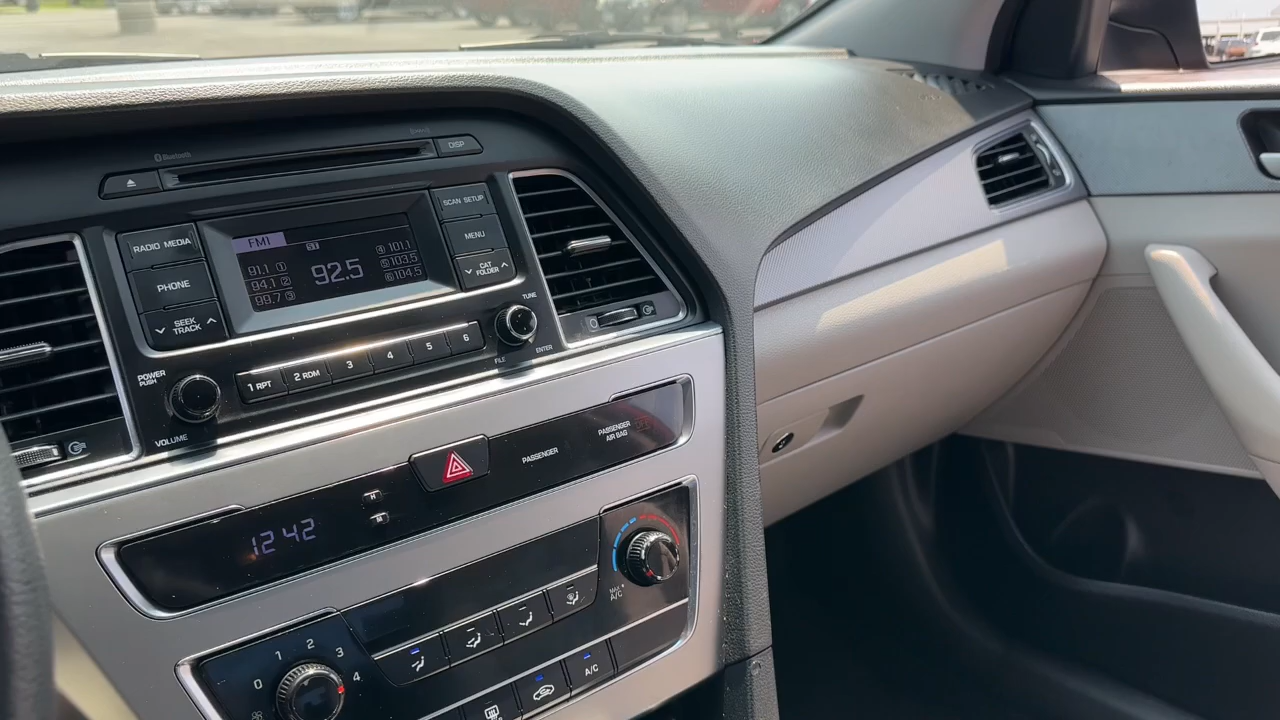 Bluetooth
DISP
RADIO MEDIA
PHONE
SEEK
TRACK
FM1
ST
91.1 1
94.1 2
99.7 3
92.5
4 101.1
5 103.5
6 104.5
SCAN SETUP
MENU
CAT
FOLDER
TUNE
FILE
ENTER
POWER
PUSH
VOLUME
1 RPT
2 RDM
3
4
5
6
PASSENGER
PASSENGER
AIR BAG
OFF
H
M
12 42
0
1
2
3
4
MAX
A/C
A/C